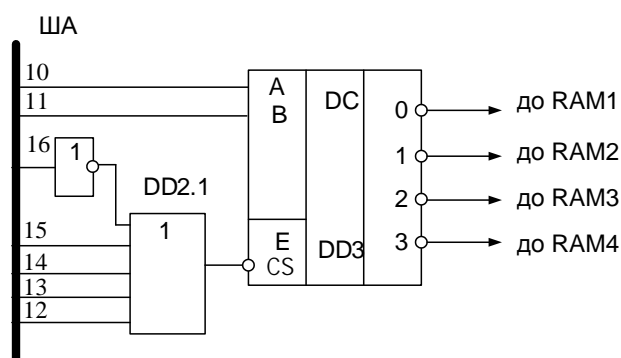 ША
10
11
A
B
DC
0
до RAM1
16
1
1
до RAM2
DD2.1
2
до RAM3
15
1
E
CS
DD3
3
до RAM4
14
13
12